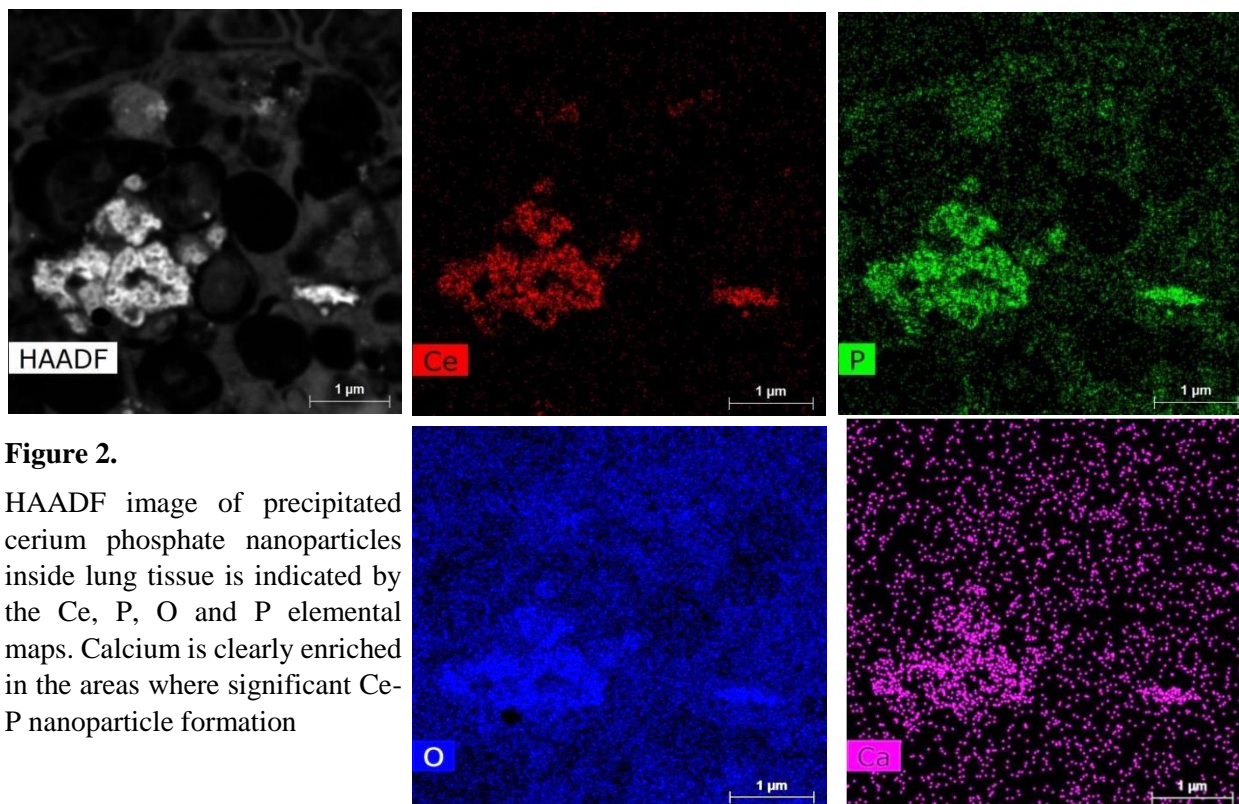 HAADF
1 µm
Ce
1 µm
P
1 µm
Figure 2.
HAADF image of precipitated
cerium phosphate nanoparticles
inside lung tissue is indicated by
the Ce, P, O and P elemental
maps. Calcium is clearly enriched
in the areas where significant Ce-
P nanoparticle formation
O
1 µm
Ca
1 µm